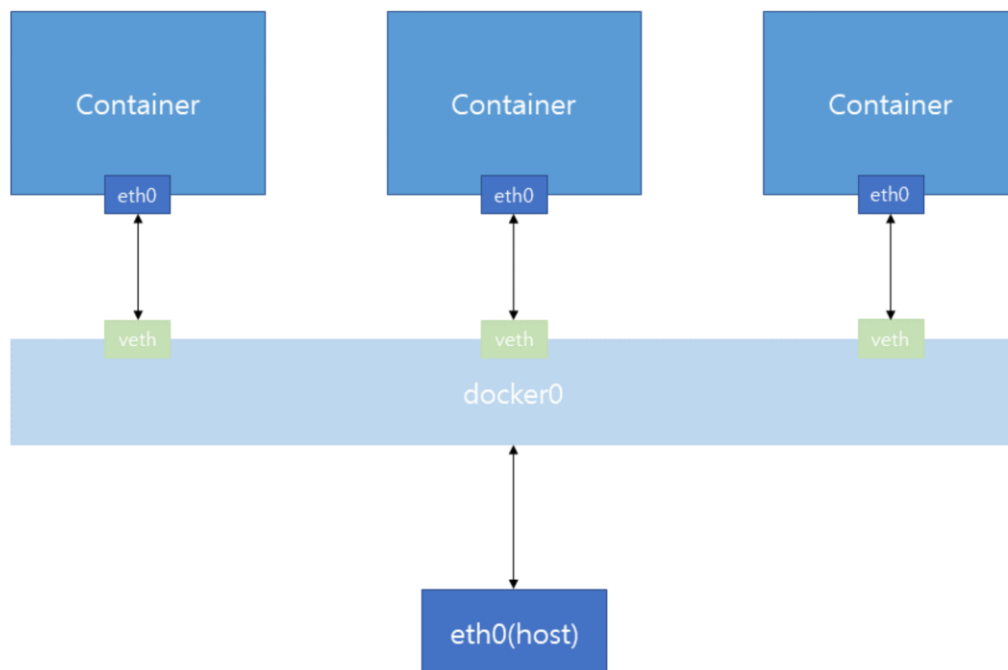 Container
Container
Container
eth0
eth0
eth0
veth
veth
veth
docker0
eth0(host)